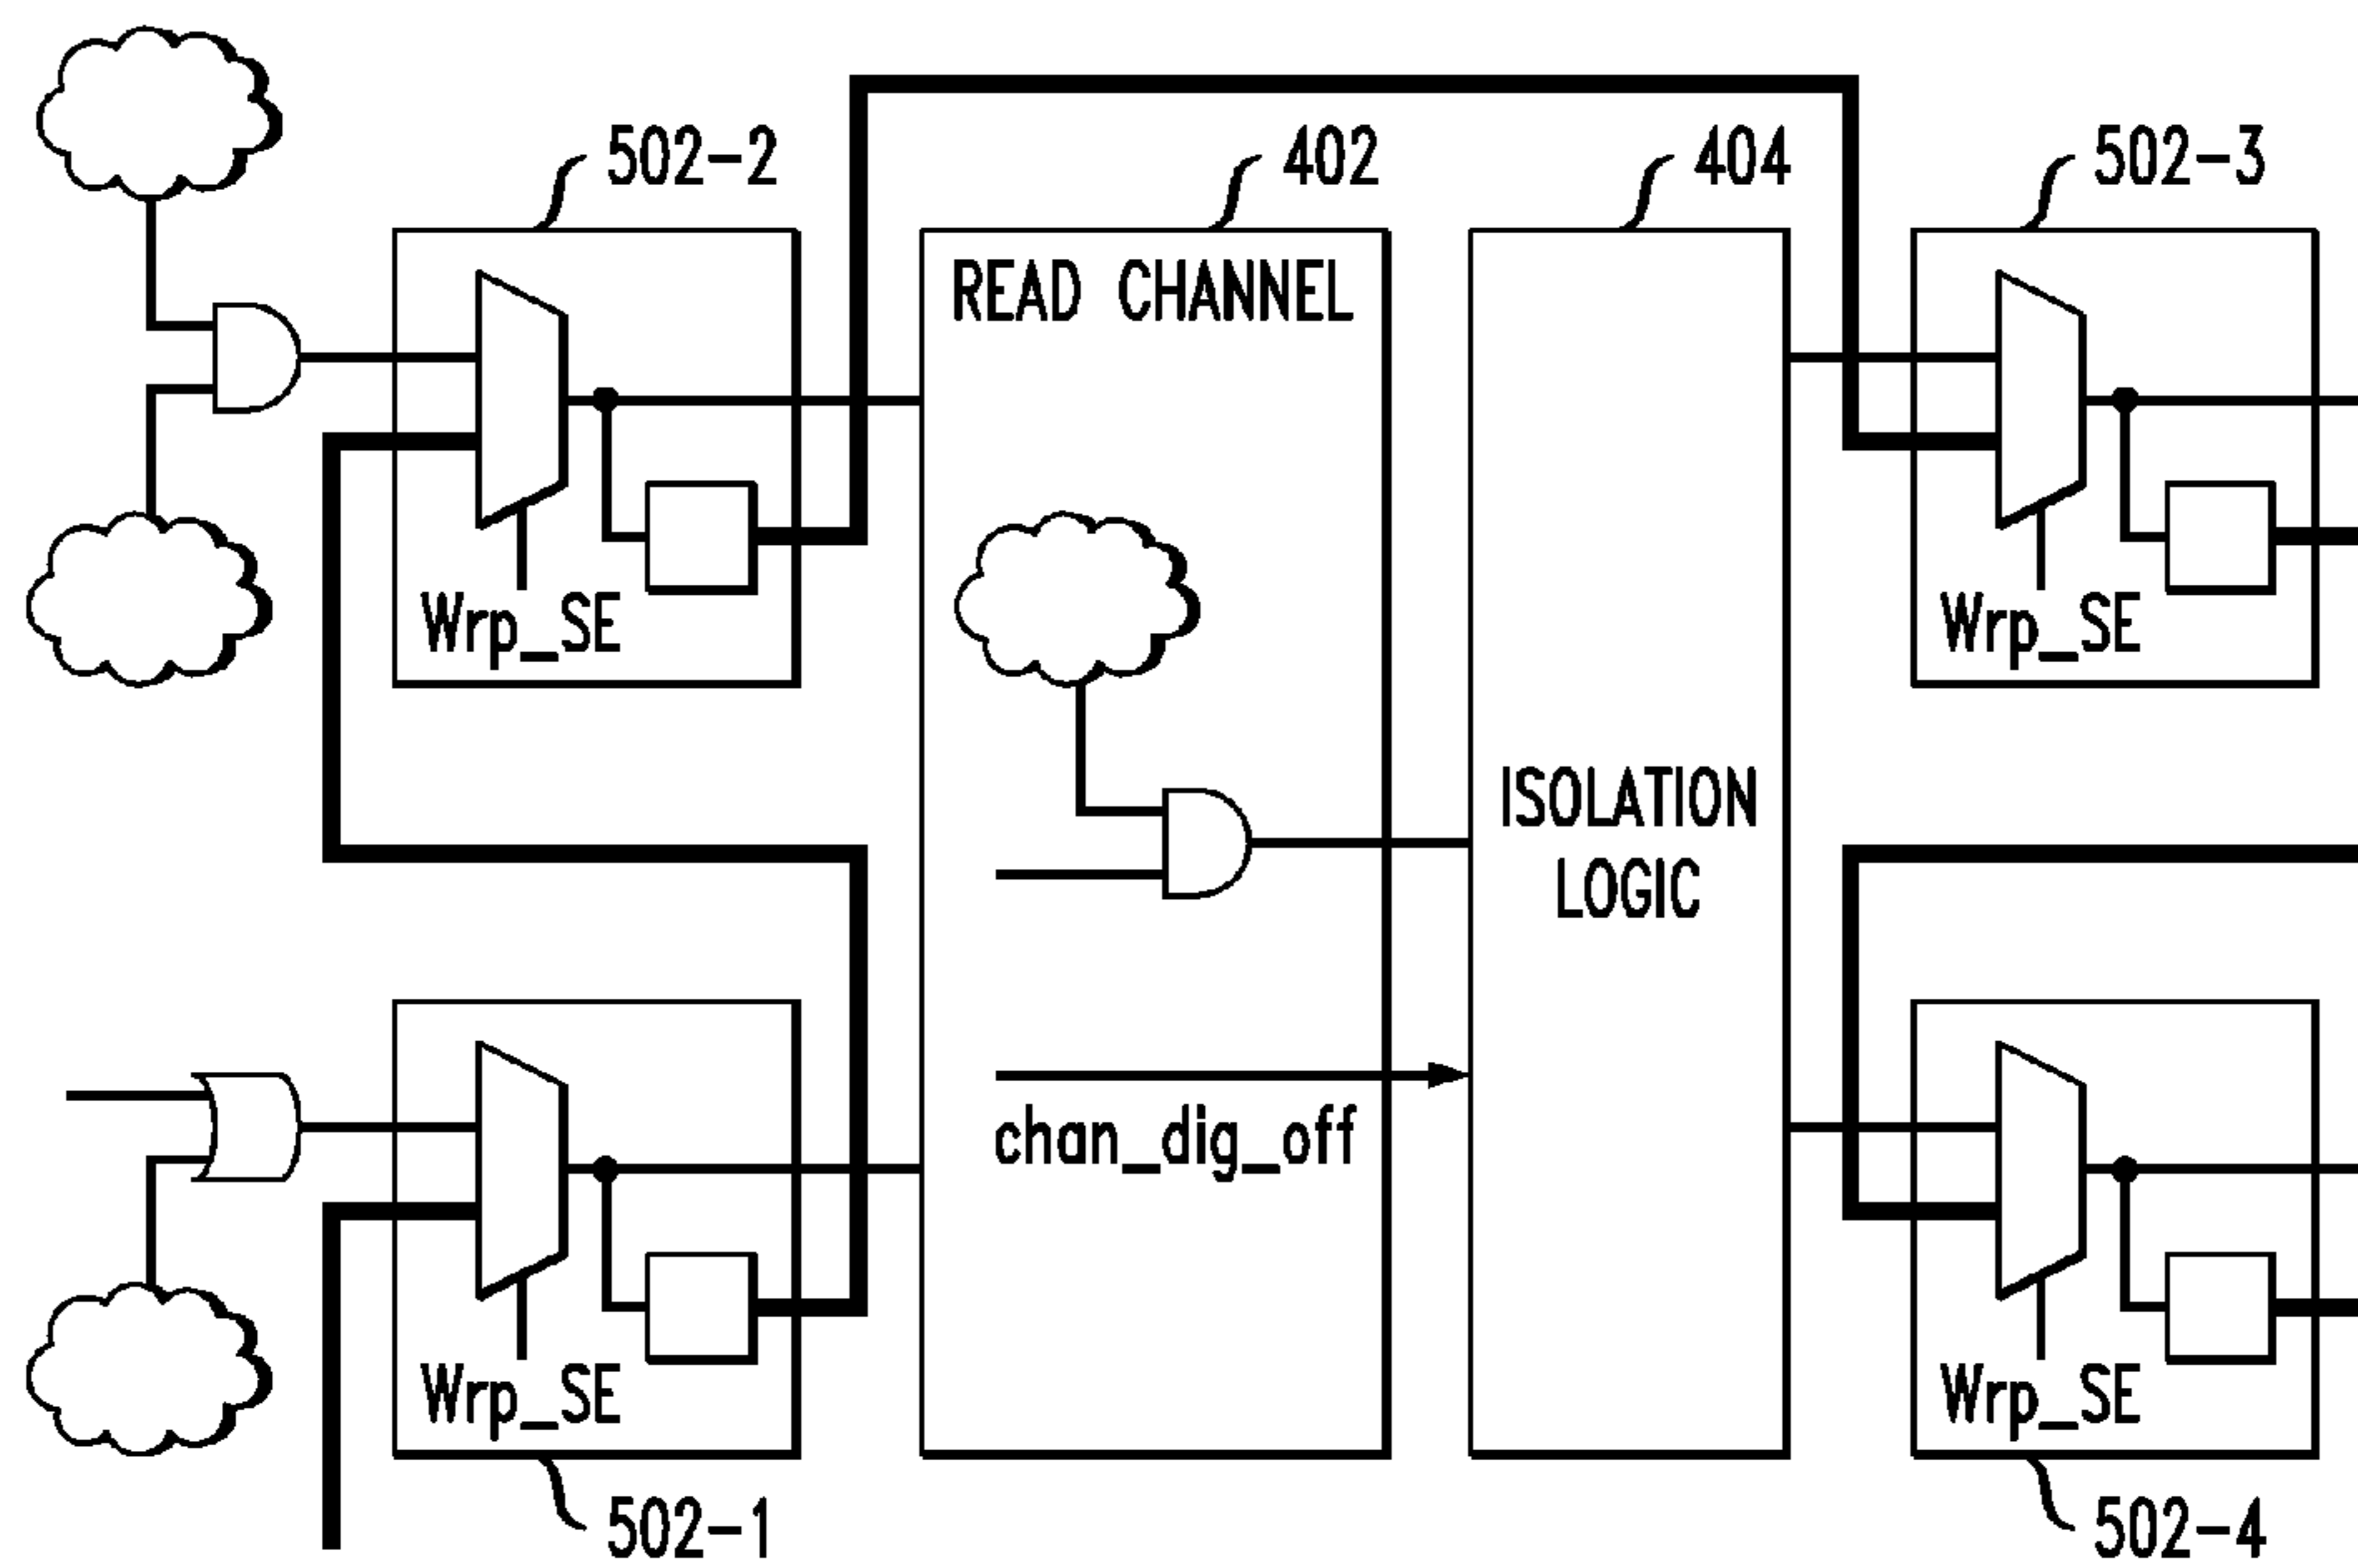 502-2
402
404
502-3
READ CHANNEL
Wrp_SE
Wrp_SE
ISOLATION
LOGIC
chan_dig_off
Wrp_SE
Wrp_SE
502-1
502-4